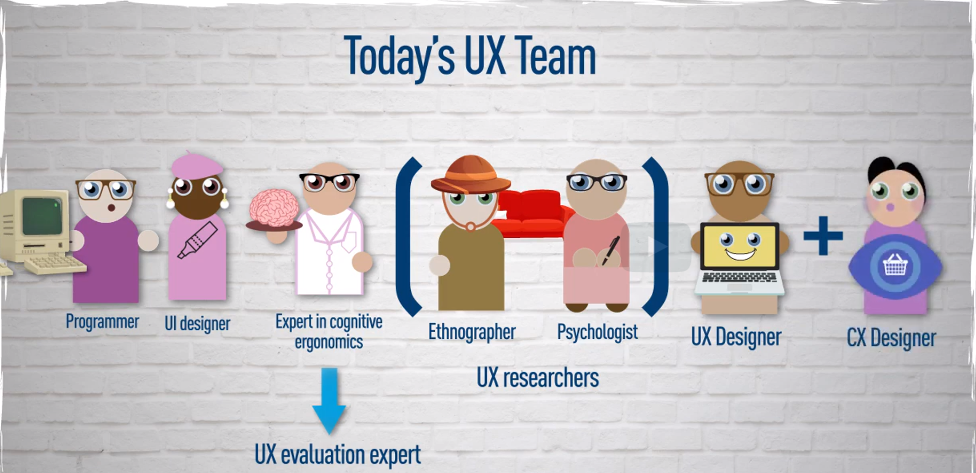 Today's UX Team
Programmer
UI designer
Expert in cognitive
ergonomics
Ethnographer
Psychologist
UX Designer
CX Designer
UX researchers
UX evaluation expert